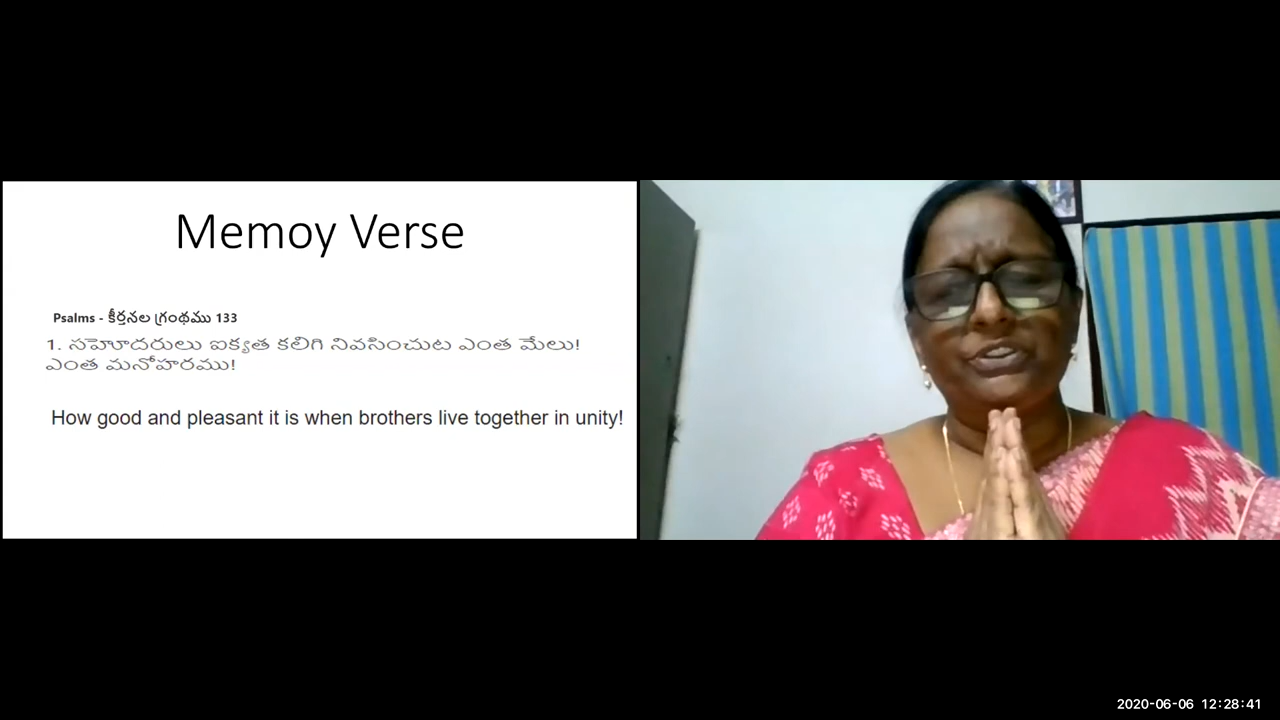 Memoy Verse
Psalms - కీర్తనల గ్రంథము 133
1. సహెూదరులు ఐక్యత కలిగి నివసించుట ఎంత మేలు!
ఎంత మనోహరము!
How good and pleasant it is when brothers live together in unity!
2020-06-06 12:28:41